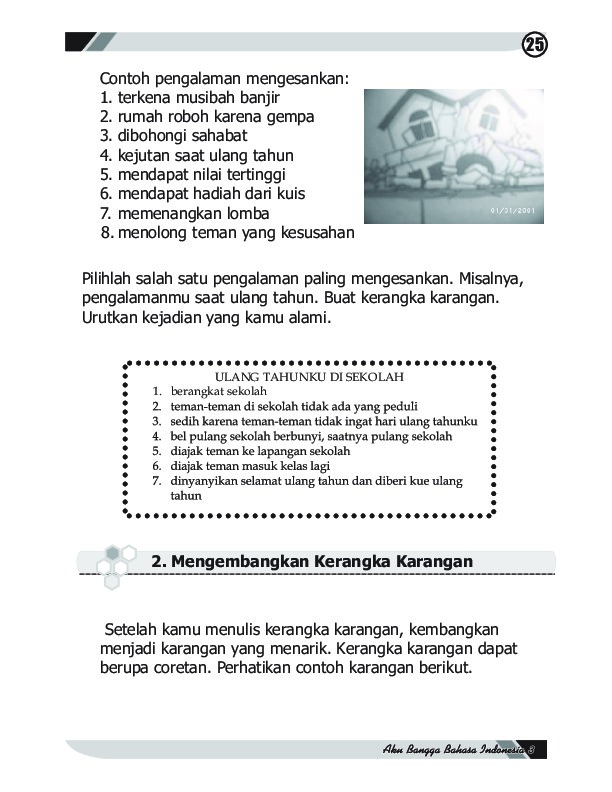 25
Contoh pengalaman mengesankan:
1. terkena musibah banjir
2. rumah roboh karena gempa
3. dibohongi sahabat
4. kejutan saat ulang tahun
5. mendapat nilai tertinggi
6. mendapat hadiah dari kuis
7. memenangkan lomba
8. menolong teman yang kesusahan
01/31/2001
Pilihlah salah satu pengalaman paling mengesankan. Misalnya,
pengalamanmu saat ulang tahun. Buat kerangka karangan.
Urutkan kejadian yang kamu alami.
ULANG TAHUNKU DI SEKOLAH
1. berangkat sekolah
2. teman-teman di sekolah tidak ada yang peduli
3. sedih karena teman-teman tidak ingat hari ulang tahunku
4. bel pulang sekolah berbunyi, saatnya pulang sekolah
5. diajak teman ke lapangan sekolah
6. diajak teman masuk kelas lagi
7. dinyanyikan selamat ulang tahun dan diberi kue ulang
tahun
2. Mengembangkan Kerangka Karangan
Setelah kamu menulis kerangka karangan, kembangkan
menjadi karangan yang menarik. Kerangka karangan dapat
berupa coretan. Perhatikan contoh karangan berikut.
Aku Bangga Bahasa Indonesia 3